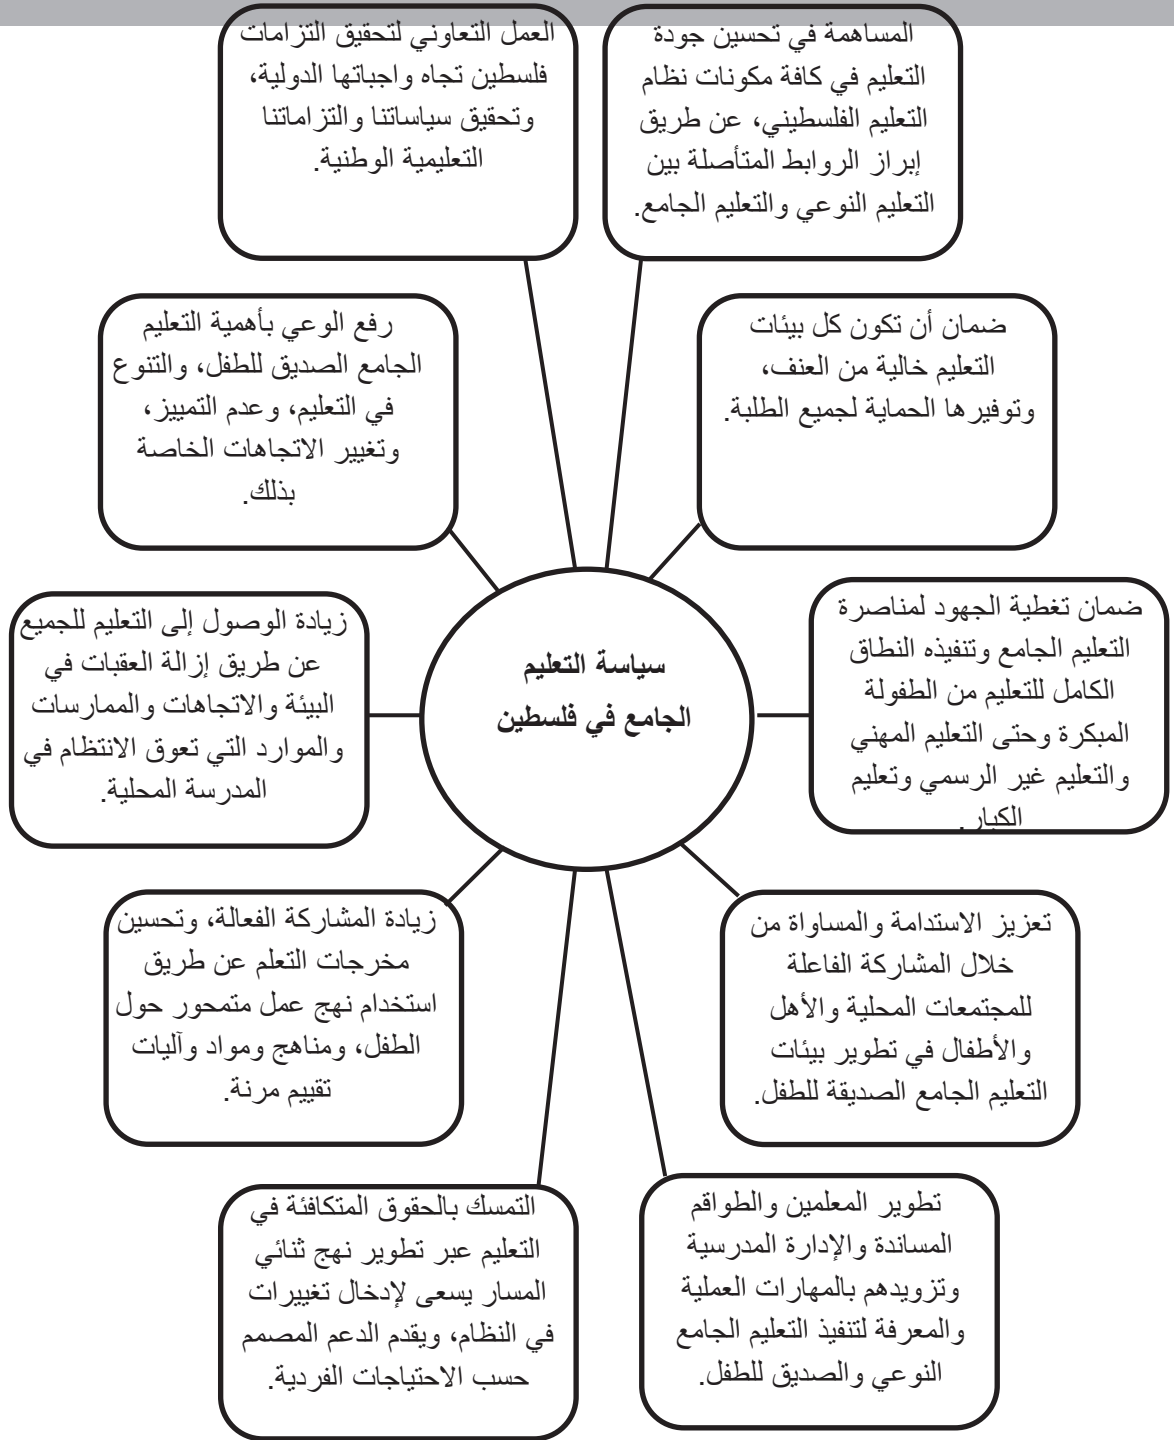 المساهمة في تحسين جودة
التعليم في كافة مكونات نظام
التعليم الفلسطيني، عن طريق
إبراز الروابط المتأصلة بين
التعليم النوعي والتعليم الجامع.
العمل التعاوني لتحقيق التزامات
فلسطين تجاه واجباتها الدولية،
وتحقيق سياساتنا والتزاماتنا
التعليمية الوطنية.
ضمان أن تكون كل بيئات
التعليم خالية من العنف،
وتوفيرها الحماية لجميع الطلبة.
رفع الوعي بأهمية التعليم
الجامع الصديق للطفل، والتنوع
في التعليم، وعدم التمييز،
وتغيير الاتجاهات الخاصة
بذلك.
ضمان تغطية الجهود لمناصرة
التعليم الجامع وتنفيذه النطاق
الكامل للتعليم من الطفولة
المبكرة وحتى التعليم المهني
والتعليم غير الرسمي وتعليم
الكبار.
سياسة التعليم
الجامع في فلسطين
زيادة الوصول إلى التعليم للجميع
عن طريق إزالة العقبات في
البيئة والاتجاهات والممارسات
والموارد التي تعوق الانتظام في
المدرسة المحلية.
تعزيز الاستدامة والمساواة من
خلال المشاركة الفاعلة
للمجتمعات المحلية والأهل
والأطفال في تطوير بيئات
التعليم الجامع الصديقة للطفل.
زيادة المشاركة الفعالة، وتحسين
مخرجات التعلم عن طريق
استخدام نهج عمل متمحور حول
الطفل، ومناهج ومواد وآليات
تقييم مرنة.
تطوير المعلمين والطواقم
المساندة والإدارة المدرسية
وتزويدهم بالمهارات العملية
والمعرفة لتنفيذ التعليم الجامع
النوعي والصديق للطفل.
التمسك بالحقوق المتكافئة في
التعليم عبر تطوير نهج ثنائي
المسار يسعى لإدخال تغييرات
في النظام، ويقدم الدعم المصمم
حسب الاحتياجات الفردية.